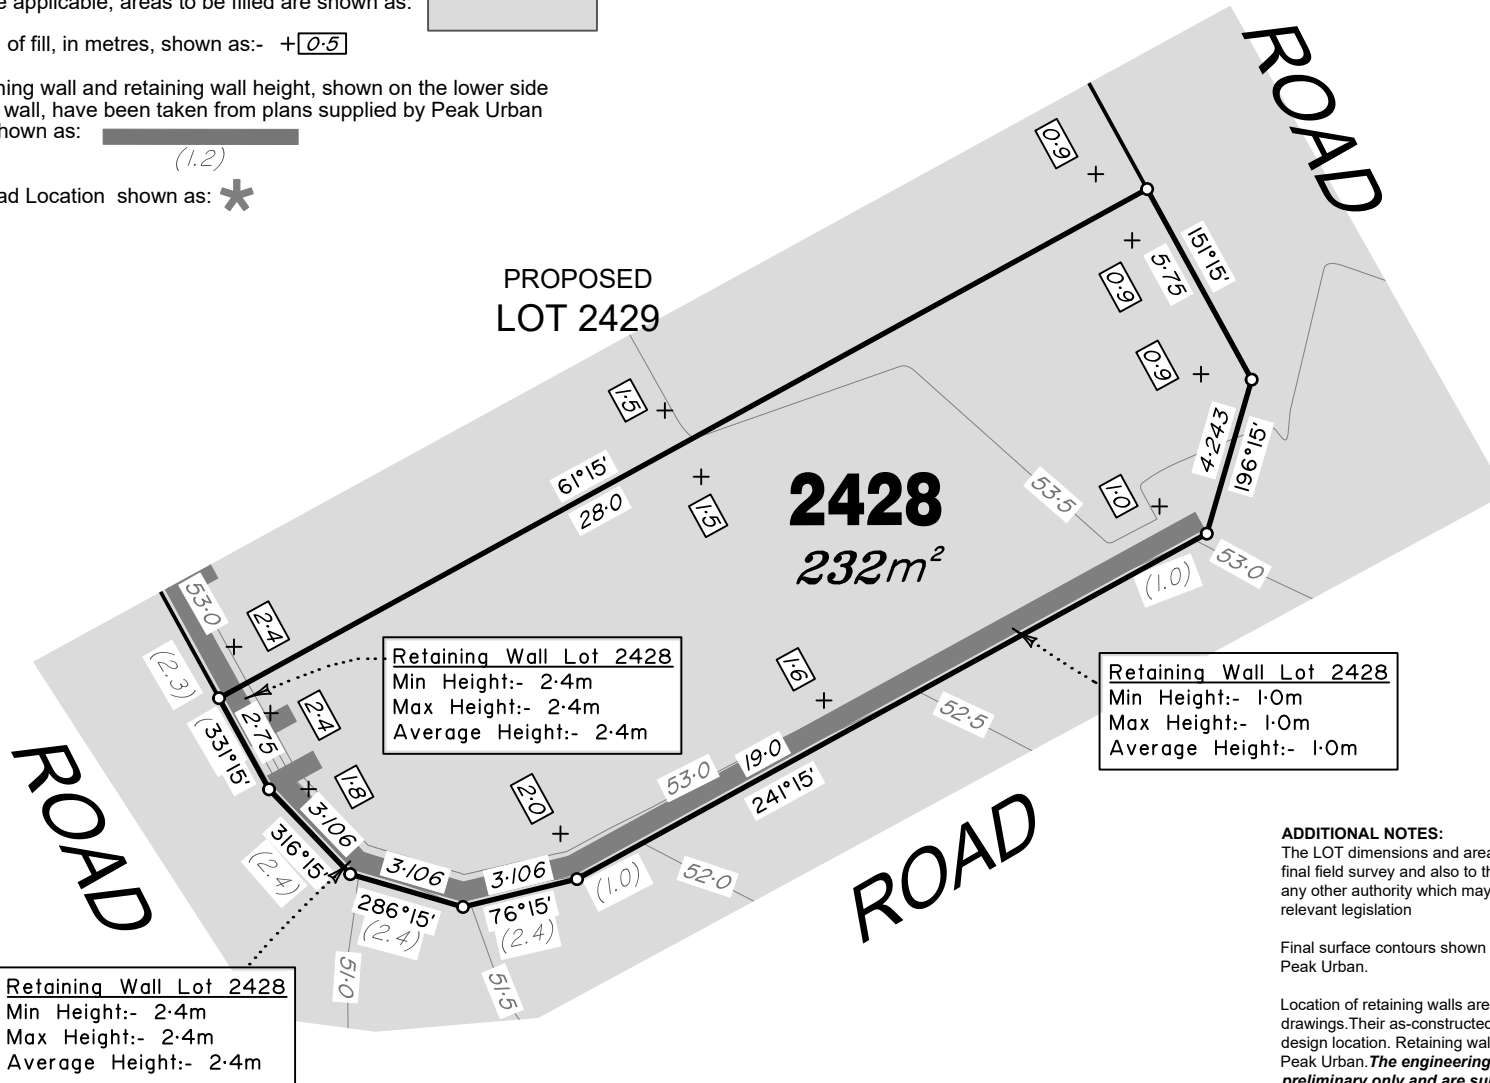 e applicable, areas to be filled are shown as:
of fill, in metres, shown as:- + 0·5
ning wall and retaining wall height, shown on the lower side
wall, have been taken from plans supplied by Peak Urban
hown as:
(1.2)
ad Location shown as:
ROAD
0·9
151°15'
5·75
0·9
PROPOSED
LOT 2429
0·9
1·5
4·243
196°15'
61°15'
28·0
1·5
2428
232m²
53·5
1·0
53·0
(1.0)
53·0
2·4
(2.3)
Retaining Wall Lot 2428
Min Height:- 2·4m
Max Height:- 2·4m
Average Height:- 2·4m
1·6
Retaining Wall Lot 2428
Min Height:- 1·0m
Max Height:- 1·0m
Average Height:- 1·0m
2·4
2·75
331°15'
52·5
19·0
241°15'
53·0
1·8
2·0
ROAD
3·106
316°15'
(2.4)
3·106
3·106
286°15'
(2.4)
76°15'
(2.4)
(1.0)
52·0
ROAD
51·0
51·5
Retaining Wall Lot 2428
Min Height:- 2·4m
Max Height:- 2·4m
Average Height:- 2·4m
ADDITIONAL NOTES:
The LOT dimensions and area
final field survey and also to th
any other authority which may
relevant legislation
Final surface contours shown
Peak Urban.
Location of retaining walls are
drawings.Their as-constructed
design location. Retaining wal
Peak Urban.The engineering
preliminary only and are su